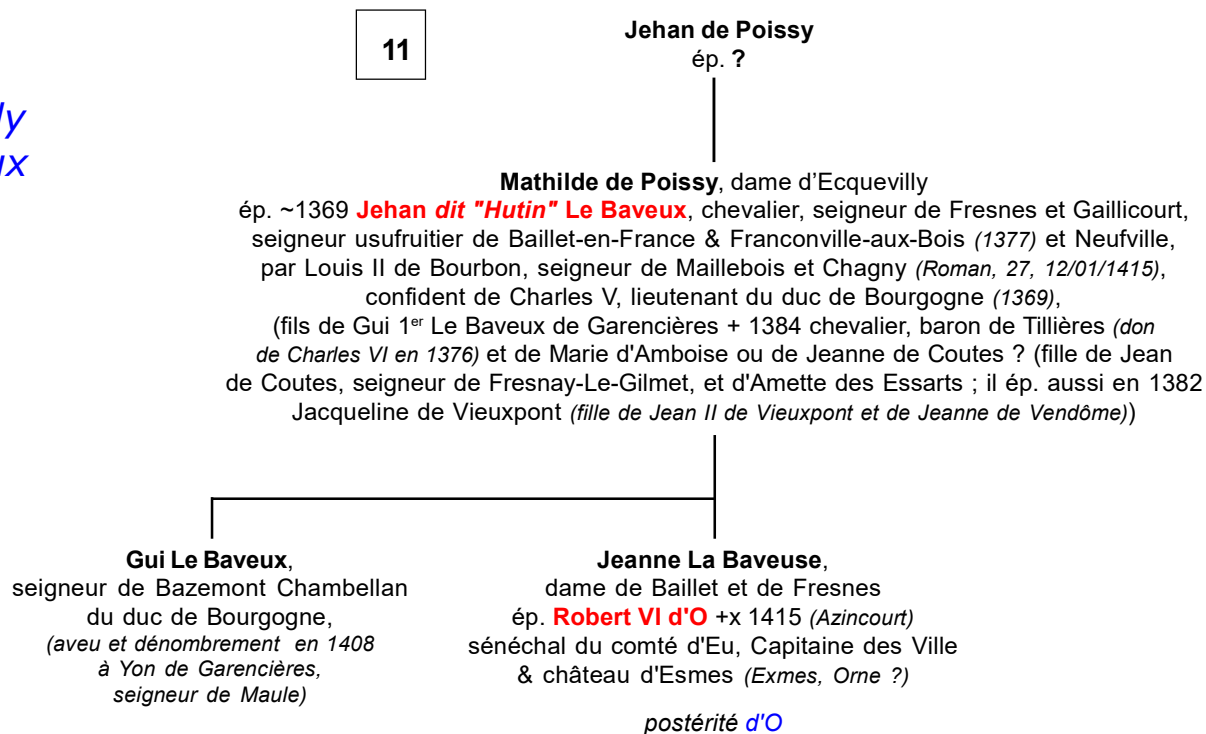 11
Jehan de Poissy
ép. ?
ly
ux
Mathilde de Poissy, dame d’Ecquevilly
ép. ~1369 Jehan dit "Hutin" Le Baveux, chevalier, seigneur de Fresnes et Gaillicourt,
seigneur usufruitier de Baillet-en-France & Franconville-aux-Bois (1377) et Neufville,
par Louis II de Bourbon, seigneur de Maillebois et Chagny (Roman, 27, 12/01/1415),
confident de Charles V, lieutenant du duc de Bourgogne (1369),
(fils de Gui 1er Le Baveux de Garencières + 1384 chevalier, baron de Tillières (don
de Charles VI en 1376) et de Marie d'Amboise ou de Jeanne de Coutes ? (fille de Jean
de Coutes, seigneur de Fresnay-Le-Gilmet, et d'Amette des Essarts ; il ép. aussi en 1382
Jacqueline de Vieuxpont (fille de Jean II de Vieuxpont et de Jeanne de Vendôme))
Gui Le Baveux,
seigneur de Bazemont Chambellan
du duc de Bourgogne,
(aveu et dénombrement en 1408
à Yon de Garencières,
seigneur de Maule)
Jeanne La Baveuse,
dame de Baillet et de Fresnes
ép. Robert VI d'O +x 1415 (Azincourt)
sénéchal du comté d'Eu, Capitaine des Ville
& château d'Esmes (Exmes, Orne ?)
postérité d'O